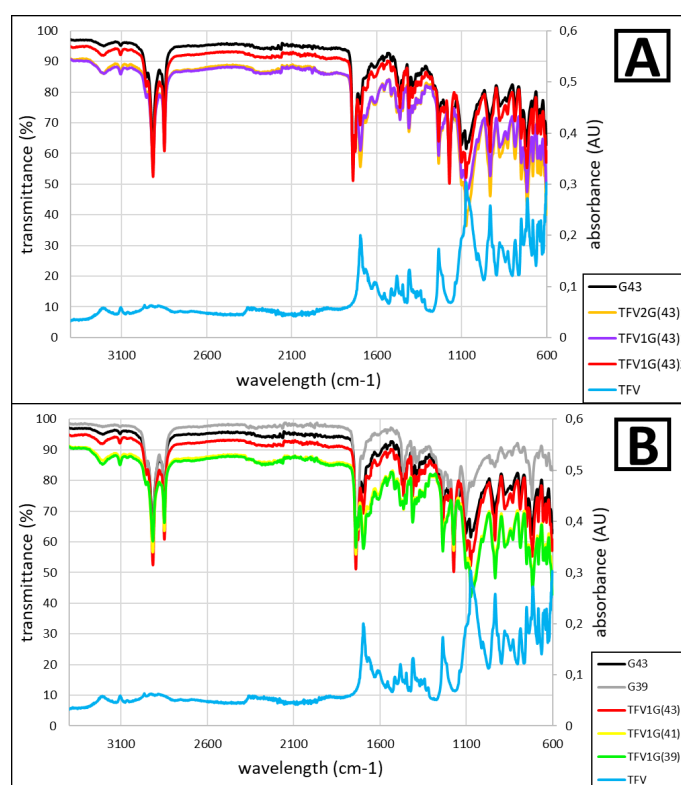 A
100
90
80
70
60
50
40
30
20
10
0
transmittance (%)
0,6
0,5
0,4
0,3
0,2
0,1
0
absorbance (AU)
3100
2600
2100
1600
1100
600
wavelength (cm-1)
G43
TFV2G(43)
TFV1G(43)
TFV1G(43)
TFV
B
100
90
80
70
60
50
40
30
20
10
0
transmittance (%)
0,6
0,5
0,4
0,3
0,2
0,1
0
absorbance (AU)
3100
2600
2100
1600
1100
600
wavelength (cm-1)
G43
G39
TFV1G(43)
TFV1G(41)
TFV1G(39)
TFV